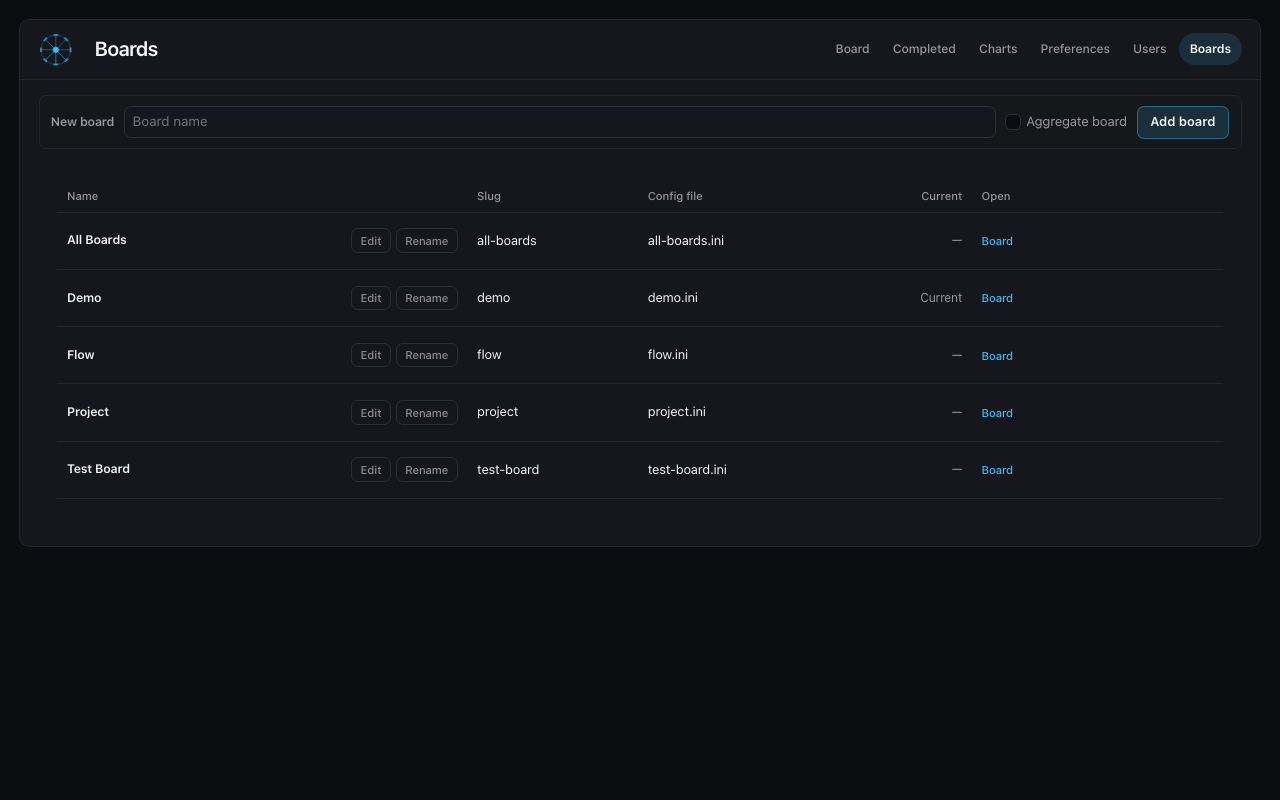 Boards
Board Completed Charts Preferences Users Boards
New board Board name Aggregate board Add board
Name Slug Config file Current Open
All Boards Edit Rename all-boards all-boards.ini — Board
Demo Edit Rename demo demo.ini Current Board
Flow Edit Rename flow flow.ini — Board
Project Edit Rename project project.ini — Board
Test Board Edit Rename test-board test-board.ini — Board